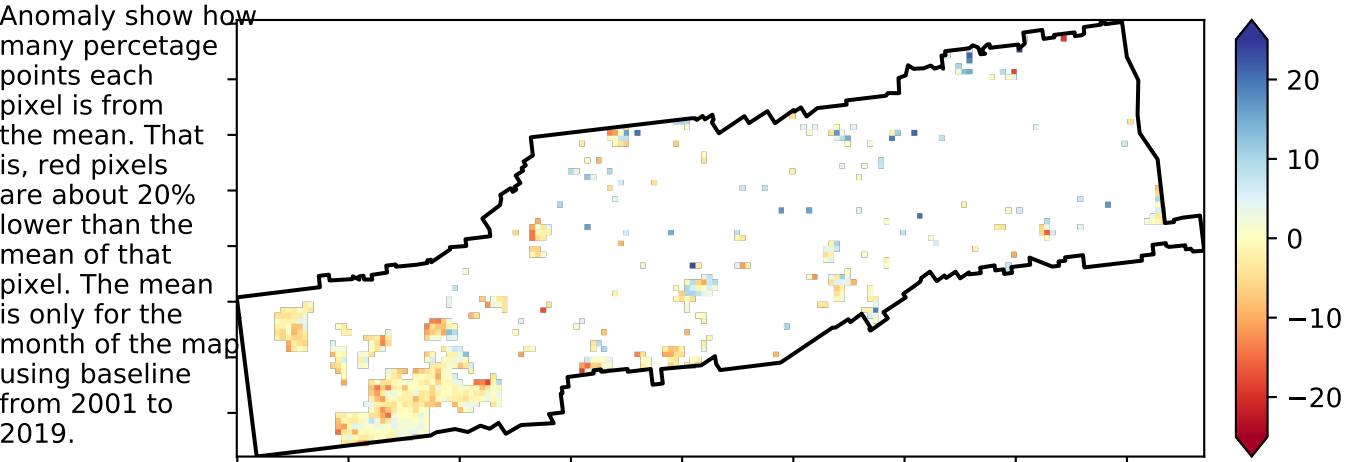 Anomaly show how
many percetage
points each
pixel is from
the mean. That
is, red pixels
are about 20%
lower than the
mean of that
pixel. The mean
is only for the
month of the map
using baseline
from 2001 to
2019.
20
10
0
−10
−20